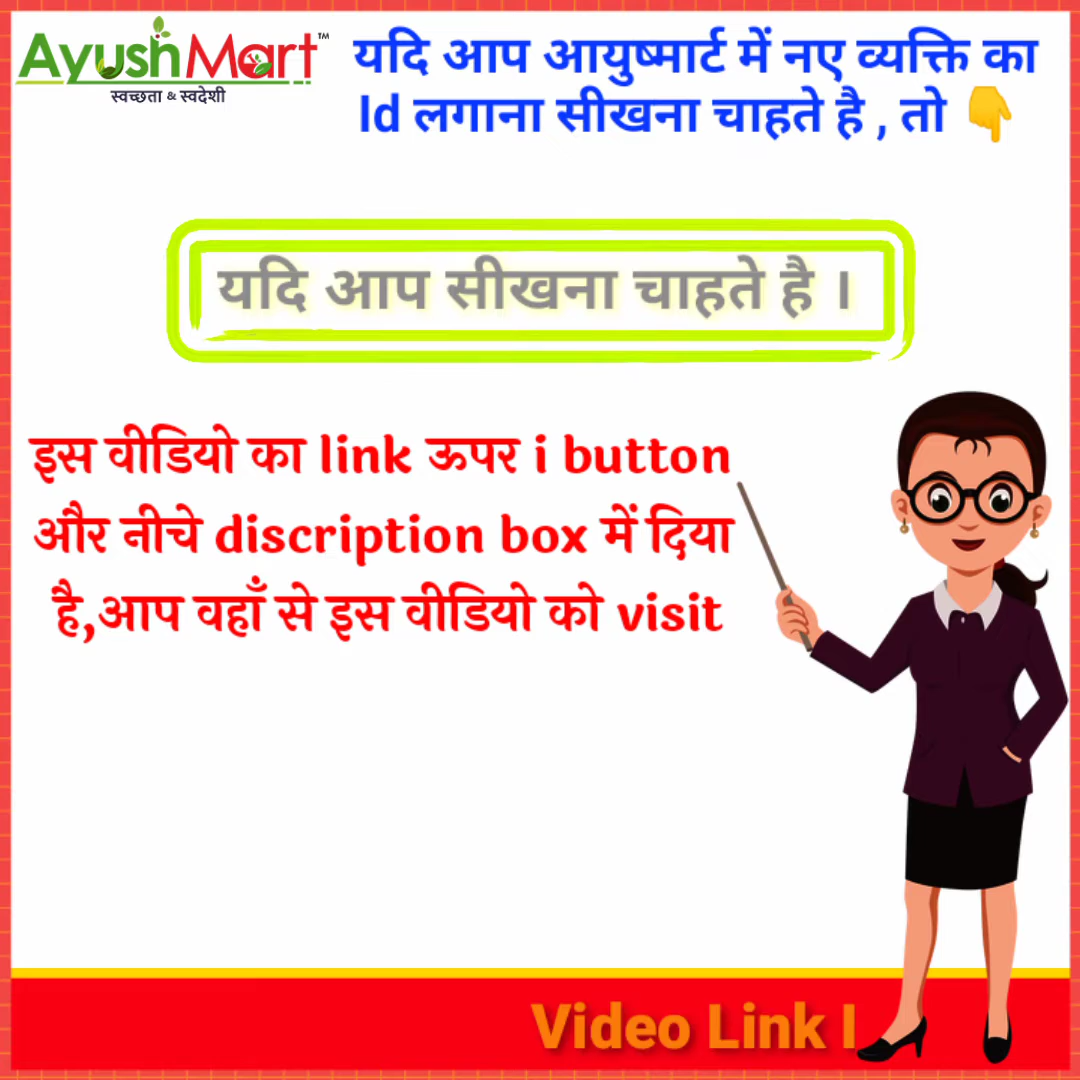 AyushMart™
स्वच्छता & स्वदेशी
यदि आप आयुष्मार्ट में नए व्यक्ति का
Id लगाना सीखना चाहते है , तो 👇
यदि आप सीखना चाहते है ।
इस वीडियो का link ऊपर i button
और नीचे discription box में दिया
है,आप वहाँ से इस वीडियो को visit
Video Link I